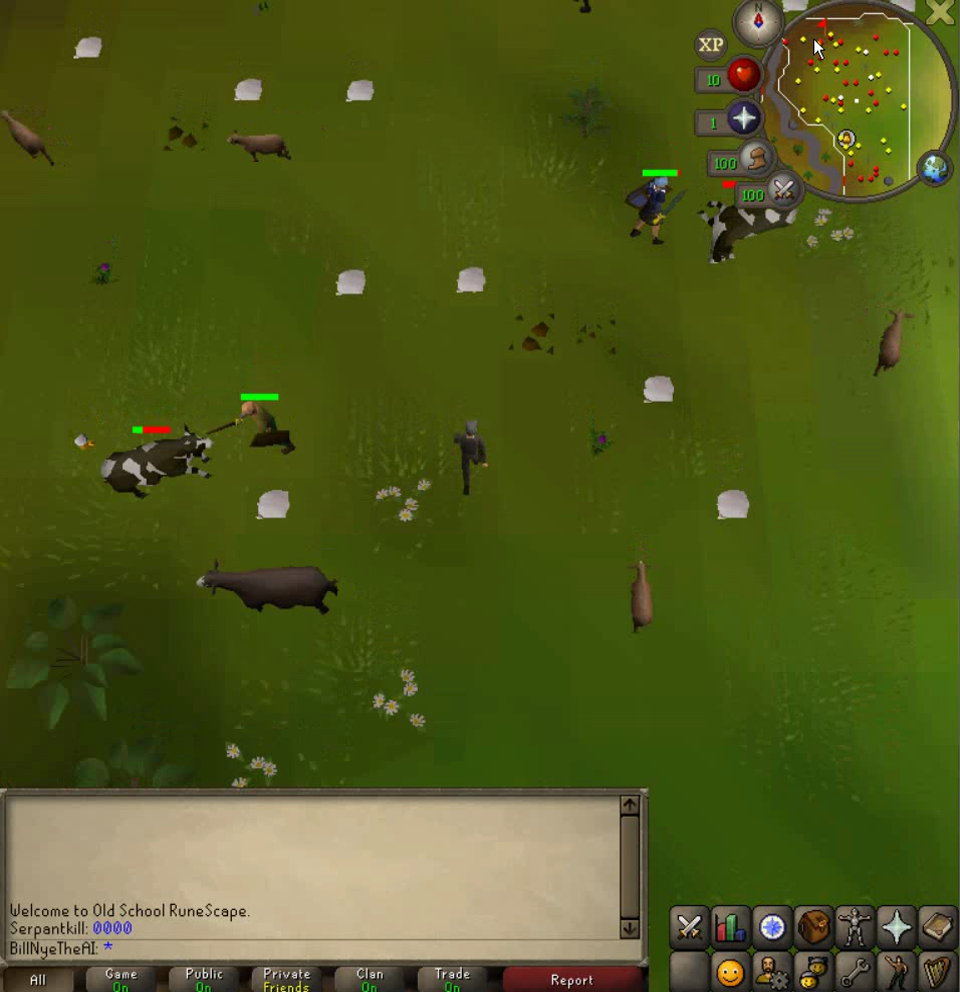 N
XP
10
1
100
100
Welcome to Old School RuneScape.
Serpantkill: 0000
BillNyeTheAI: *
All
Game
On
Public
On
Private
Friends
Clan
On
Trade
On
Report